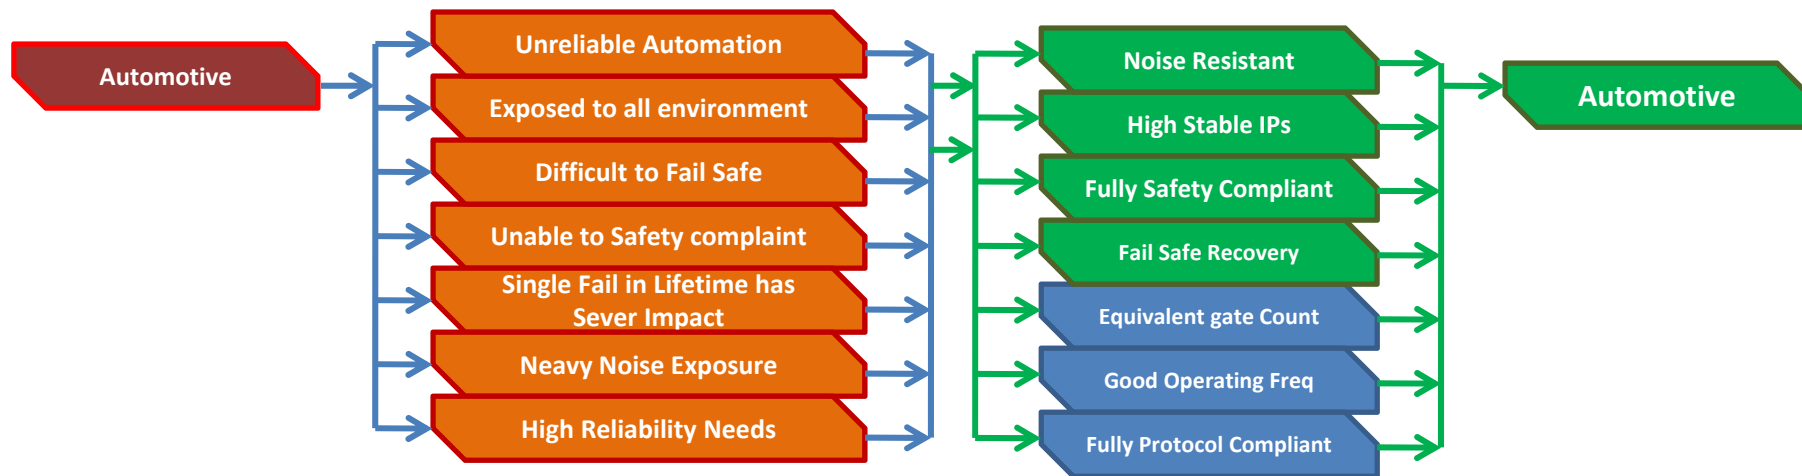 Automotive
Unreliable Automation
Exposed to all environment
Difficult to Fail Safe
Unable to Safety complaint
Single Fail in Lifetime has
Sever Impact
Neavy Noise Exposure
High Reliability Needs
Noise Resistant
High Stable IPs
Fully Safety Compliant
Fail Safe Recovery
Equivalent gate Count
Good Operating Freq
Fully Protocol Compliant
Automotive